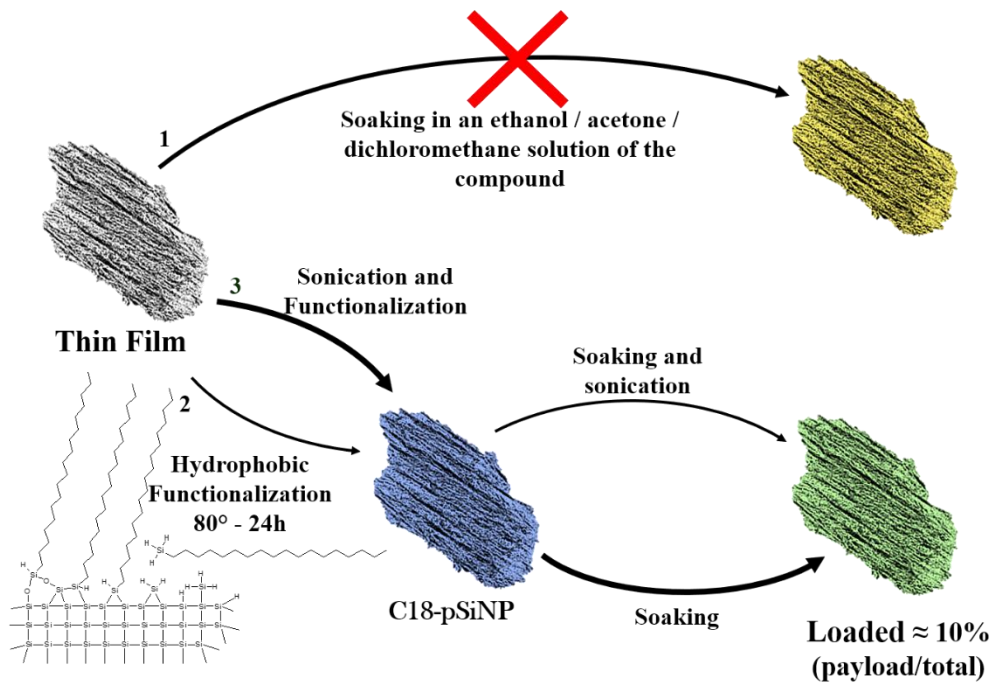 1
Soaking in an ethanol / acetone /
dichloromethane solution of the
compound
Thin Film
3
Sonication and
Functionalization
2
Hydrophobic
Functionalization
80° - 24h
Soaking and
sonication
C18-pSiNP
Soaking
Loaded ≈ 10%
(payload/total)